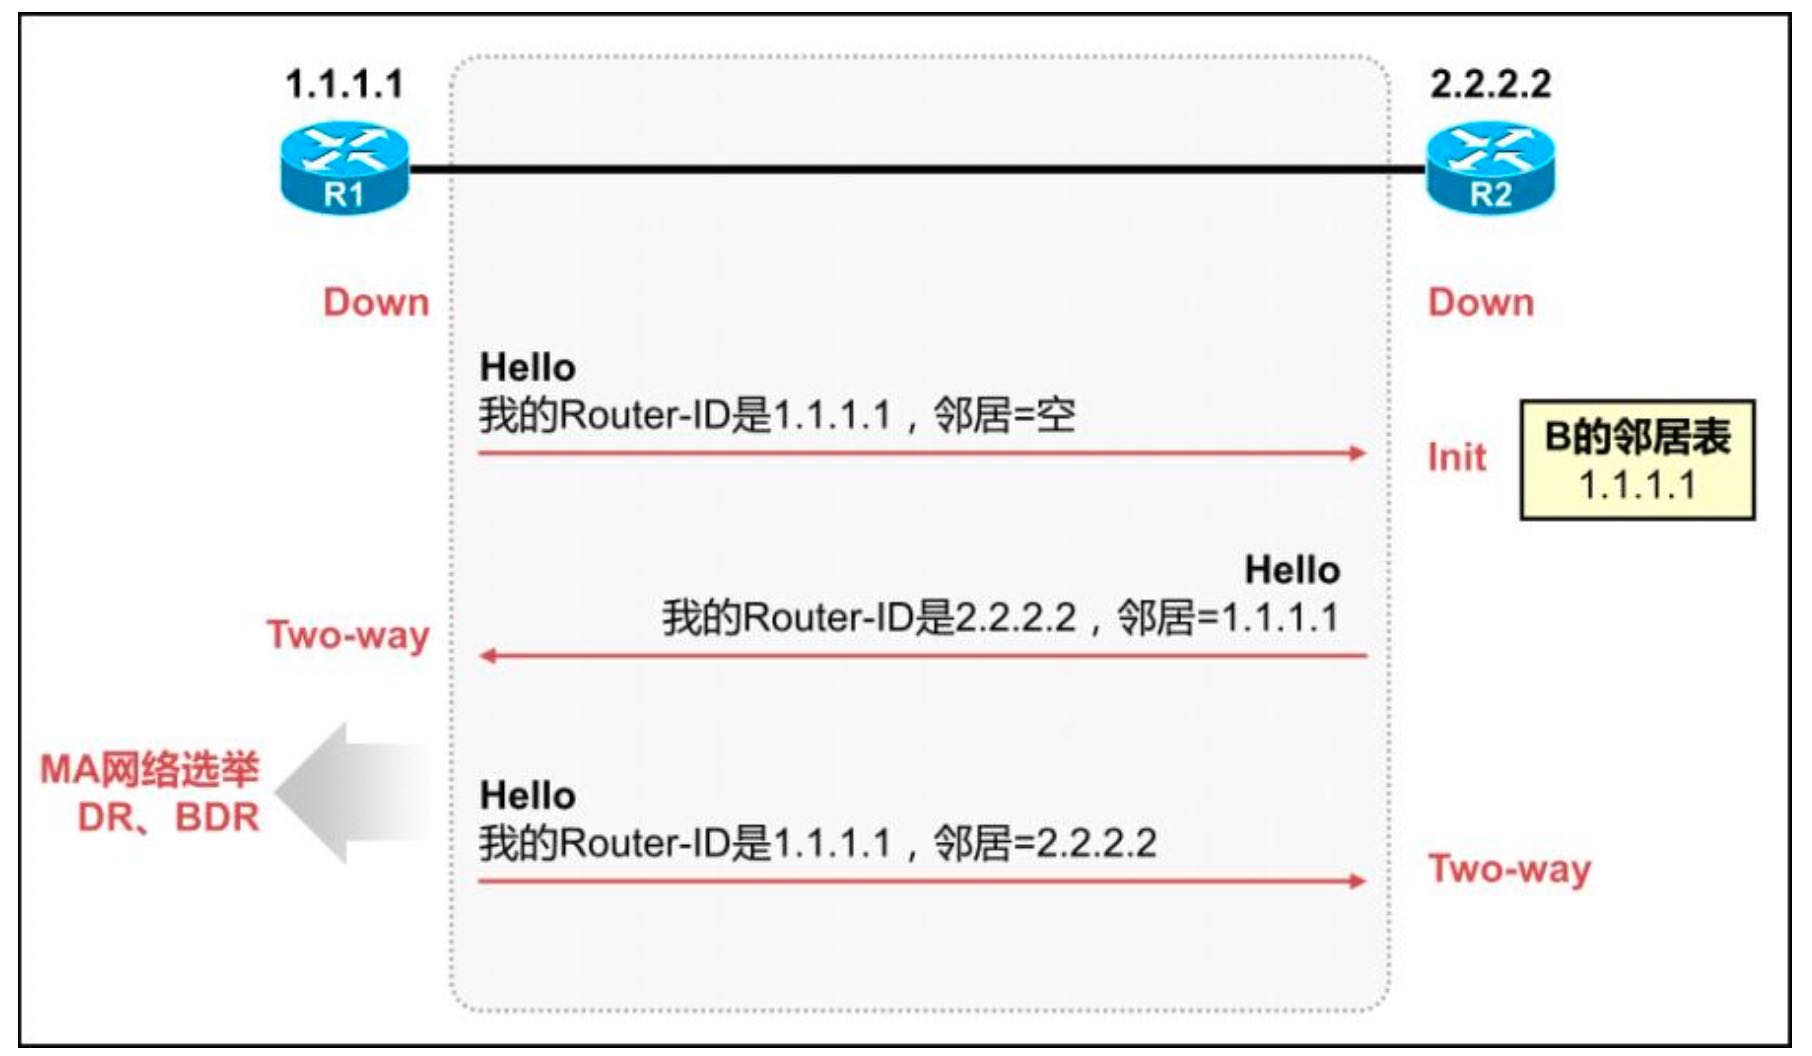 1.1.1.1
2.2.2.2
R1
R2
Down
Down
Hello
我的Router-ID是1.1.1.1，邻居=空
Init
B的邻居表
1.1.1.1
Hello
我的Router-ID是2.2.2.2，邻居=1.1.1.1
Two-way
MA网络选举
DR、BDR
Hello
我的Router-ID是1.1.1.1，邻居=2.2.2.2
Two-way